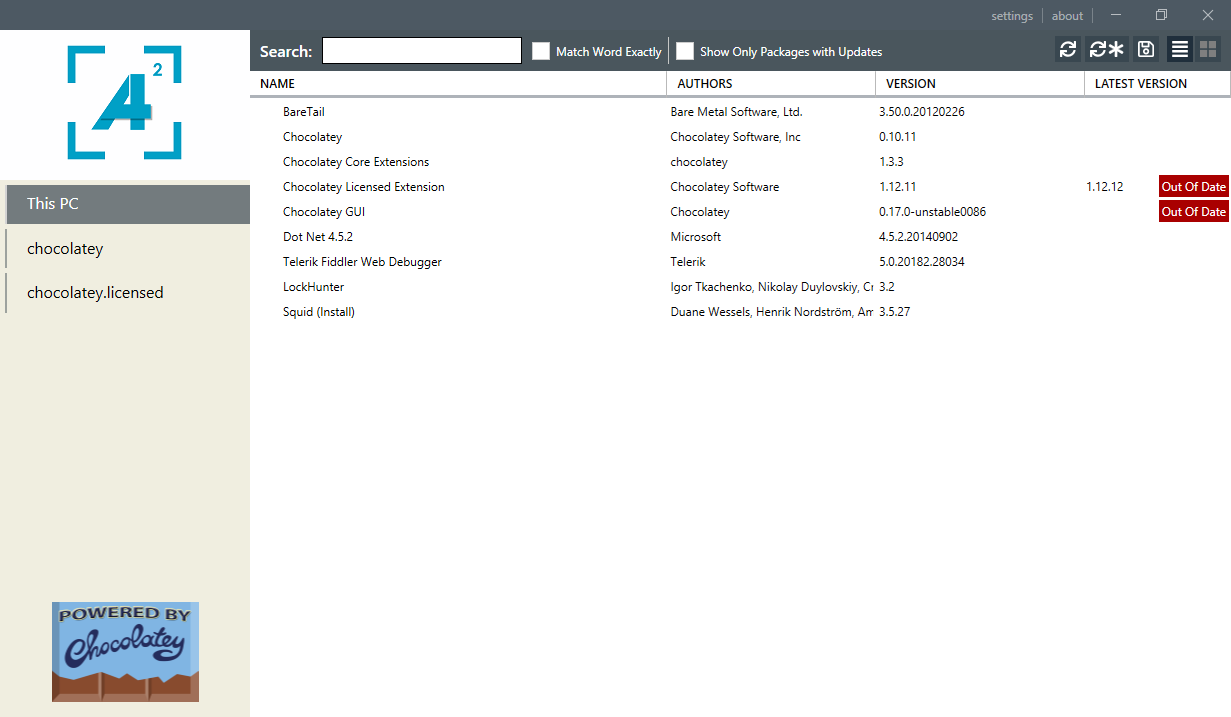 settings about
A2
Search: Match Word Exactly Show Only Packages with Updates
NAME AUTHORS VERSION LATEST VERSION
BareTail Bare Metal Software, Ltd. 3.50.0.20120226
Chocolatey Chocolatey Software, Inc 0.10.11
Chocolatey Core Extensions chocolatey 1.3.3
Chocolatey Licensed Extension Chocolatey Software 1.12.11 1.12.12 Out Of Date
Chocolatey GUI Chocolatey 0.17.0-unstable0086 Out Of Date
Dot Net 4.5.2 Microsoft 4.5.2.20140902
Telerik Fiddler Web Debugger Telerik 5.0.20182.28034
LockHunter Igor Tkachenko, Nikolay Duylovskiy, Cr 3.2
Squid (Install) Duane Wessels, Henrik Nordström, Am 3.5.27
This PC
chocolatey
chocolatey.licensed
POWERED BY
Chocolatey